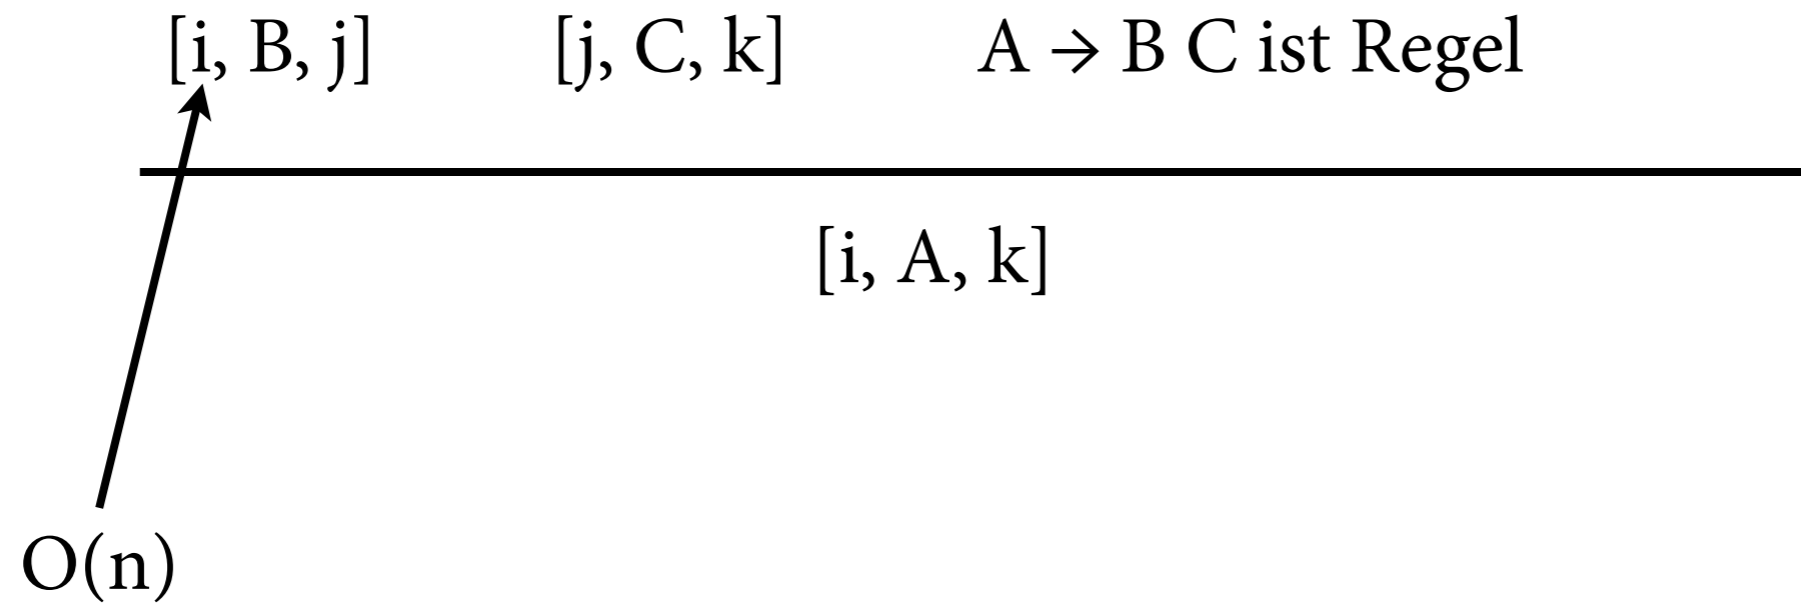 [i, B, j] [j, C, k] A → B C ist Regel
[i, A, k]
O(n)